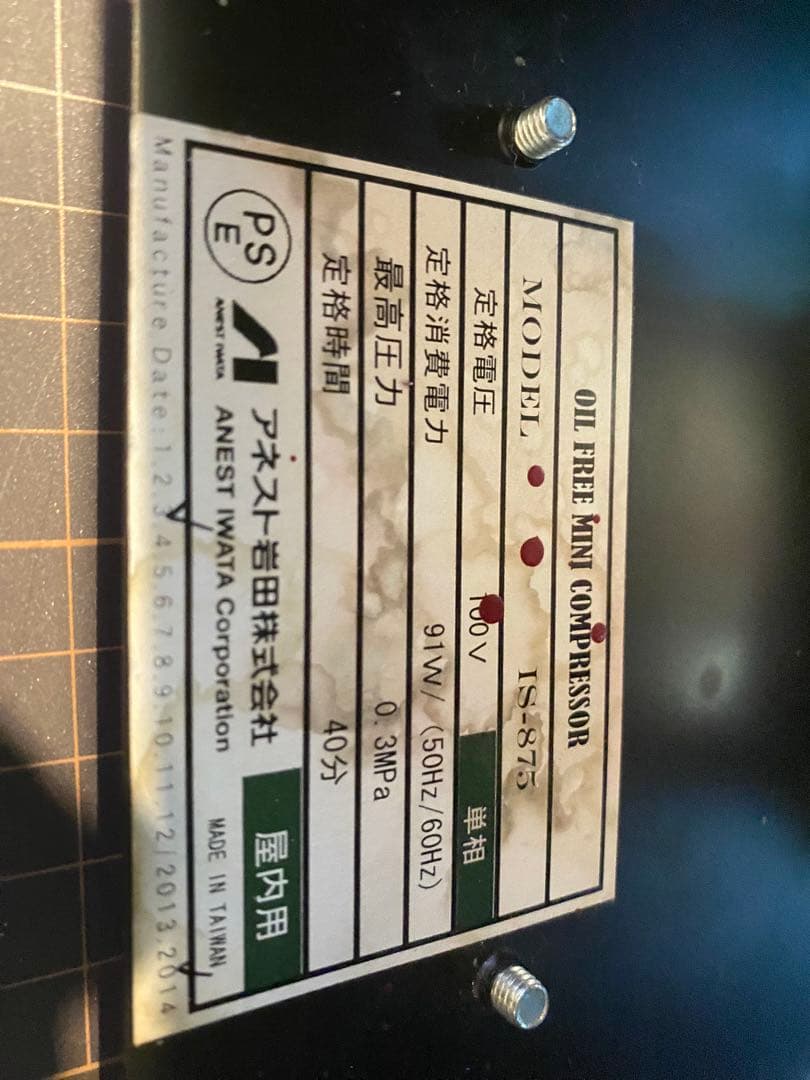 OIL FREE MINI COMPRESSOR
MODEL IS-875
定格電圧 100V 単相
定格消費電力 91W/ (50Hz/60Hz)
最高圧力 0.3MPa
定格時間 40分
PSE ANEST IWATA アネスト岩田株式会社 屋内用
ANEST IWATA Corporation MADE IN TAIWAN
Manufacture Date:1.2.3.4.5.6.7.8.9.10.11.12/2013.2014